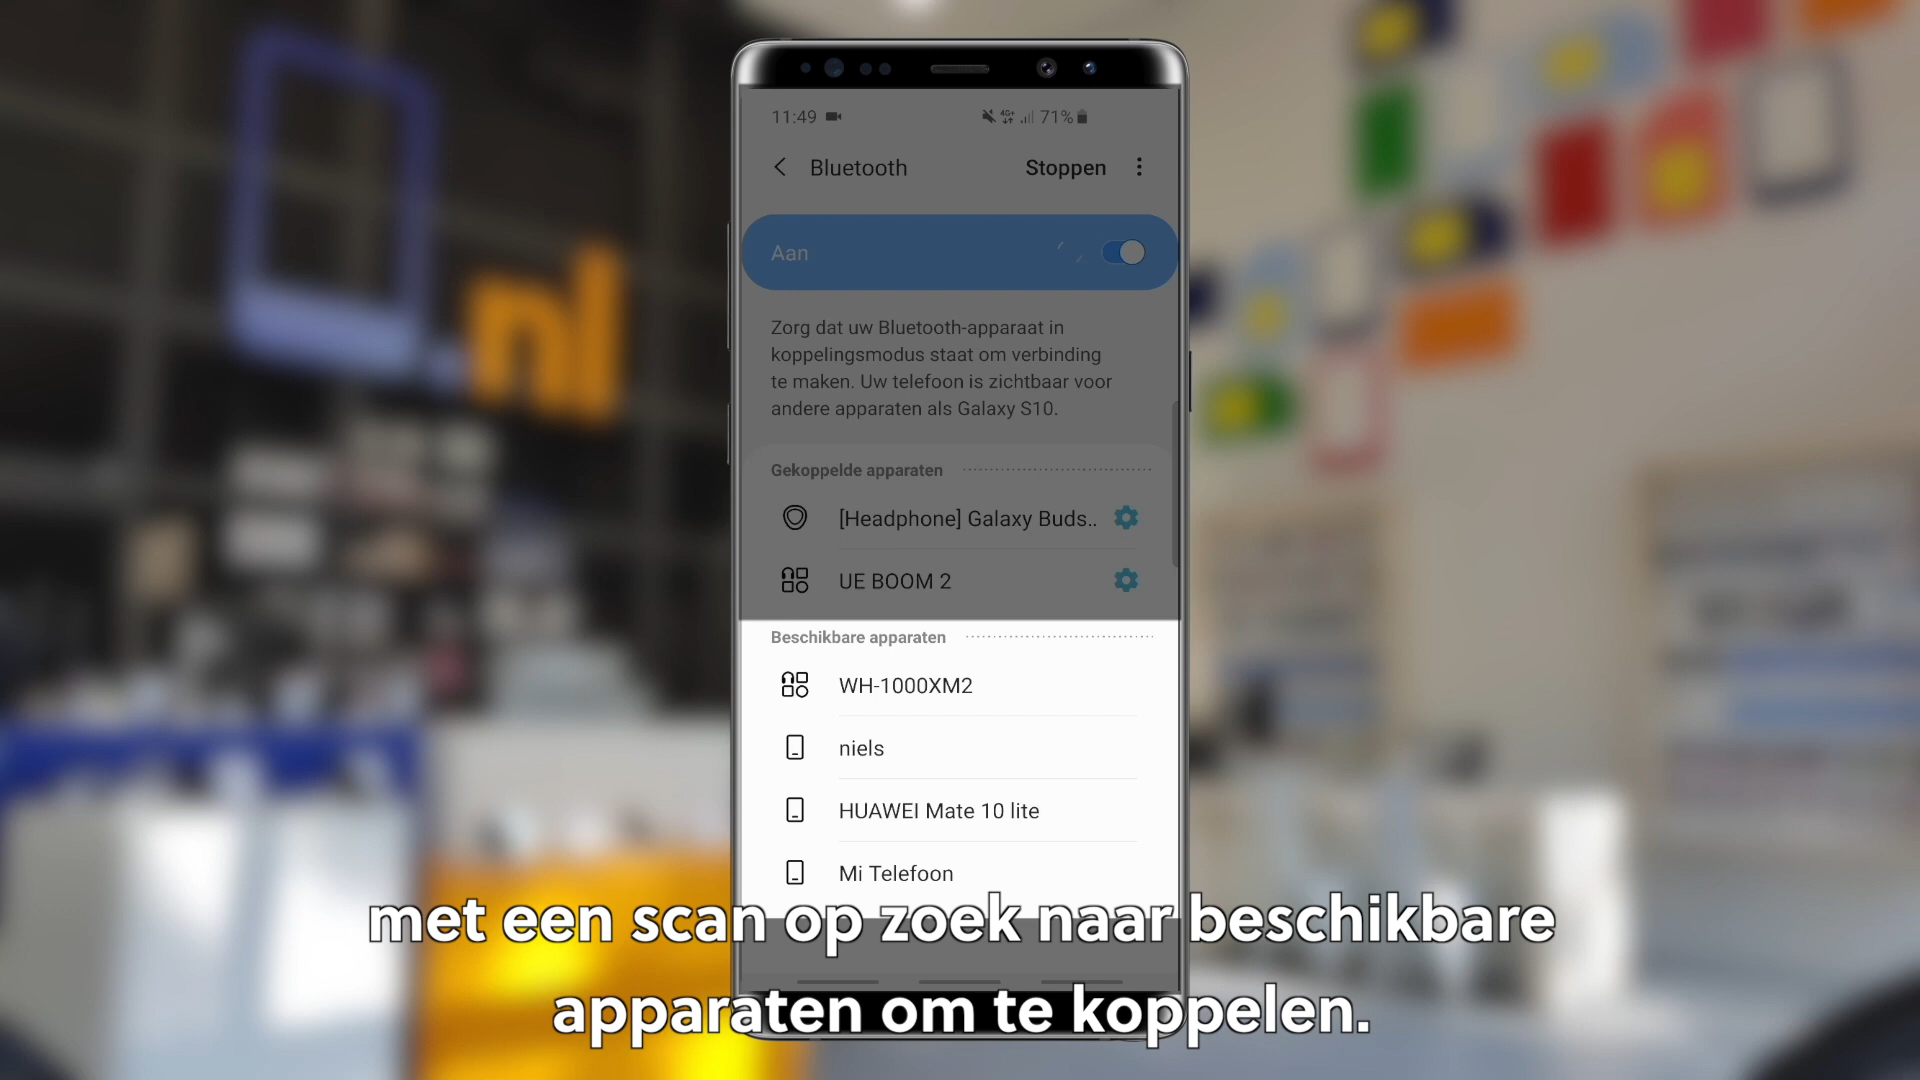 .nl
11:49
4G+
71%
Bluetooth
Stoppen
Aan
Zorg dat uw Bluetooth-apparaat in
koppelingsmodus staat om verbinding
te maken. Uw telefoon is zichtbaar voor
andere apparaten als Galaxy S10.
Gekoppelde apparaten
[Headphone] Galaxy Buds..
UE BOOM 2
Beschikbare apparaten
WH-1000XM2
niels
HUAWEI Mate 10 lite
Mi Telefoon
met een scan op zoek naar beschikbare
apparaten om te koppelen.